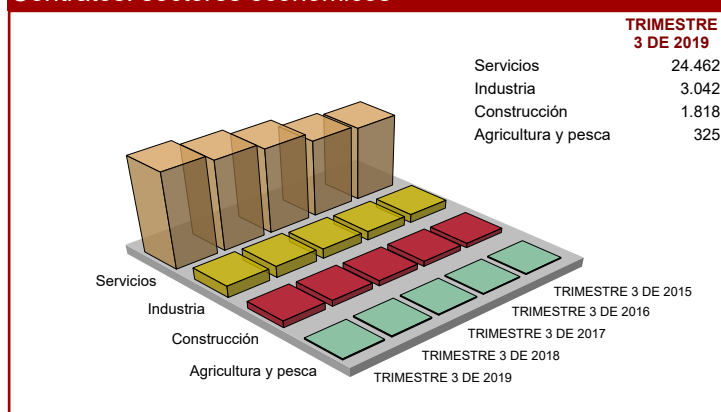 TRIMESTRE
3 DE 2019
Servicios 24.462
Industria 3.042
Construcción 1.818
Agricultura y pesca 325
Servicios
Industria
Construcción
Agricultura y pesca
TRIMESTRE 3 DE 2015
TRIMESTRE 3 DE 2016
TRIMESTRE 3 DE 2017
TRIMESTRE 3 DE 2018
TRIMESTRE 3 DE 2019